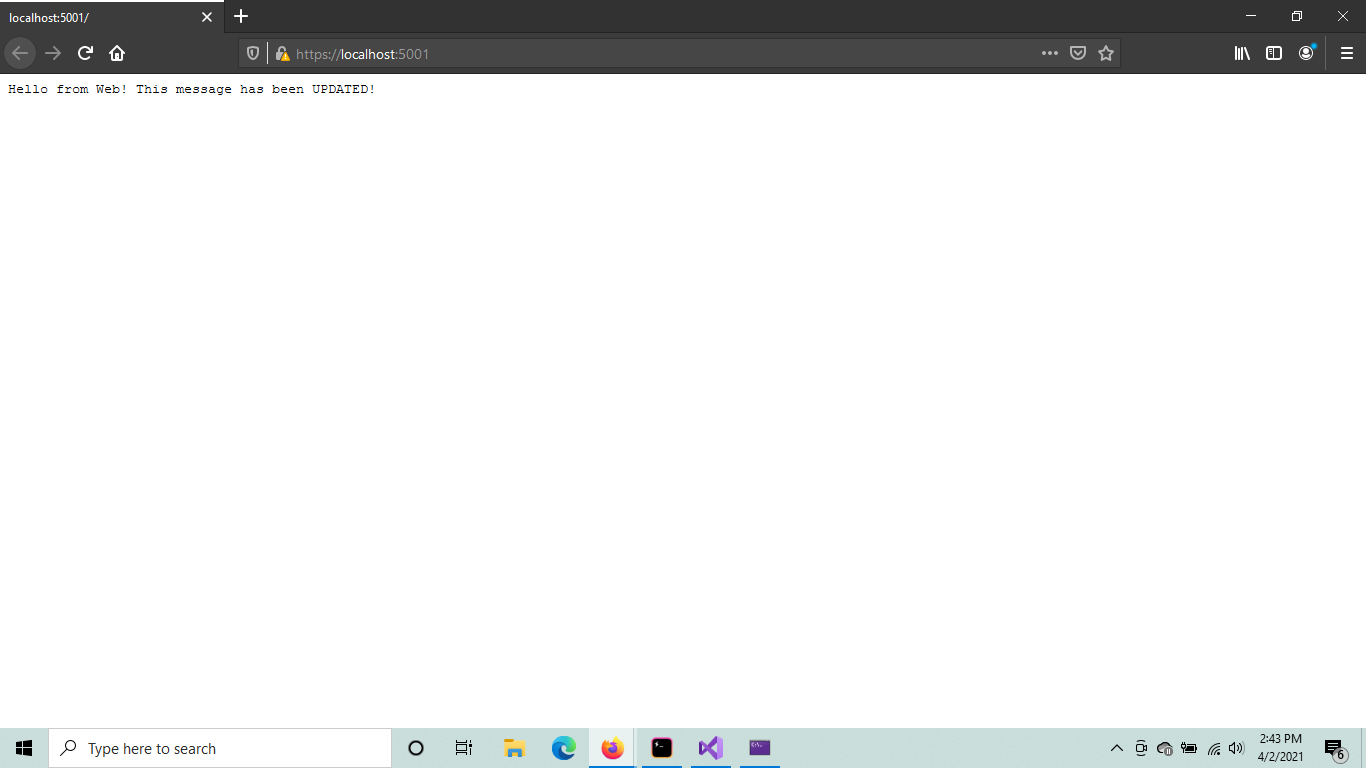 localhost:5001/
https://localhost:5001
Hello from Web! This message has been UPDATED!
Type here to search
2:43 PM
4/2/2021
6